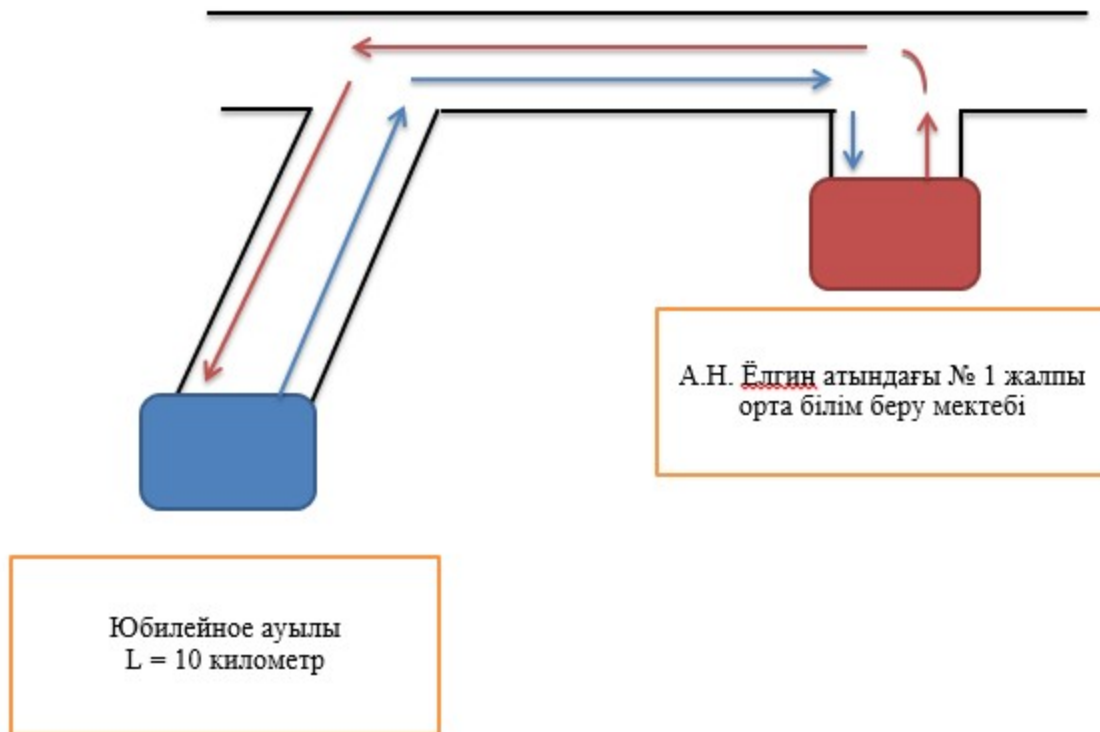 А.Н. Ёлгин атындағы № 1 жалпы
орта білім беру мектебі
Юбилейное ауылы
L = 10 километр